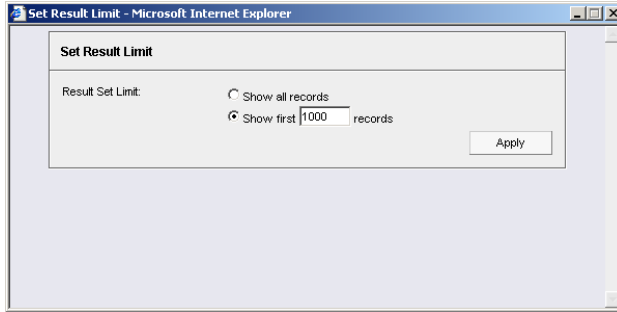 Set Result Limit - Microsoft Internet Explorer
Set Result Limit
Result Set Limit:
Show all records
Show first 1000 records
Apply